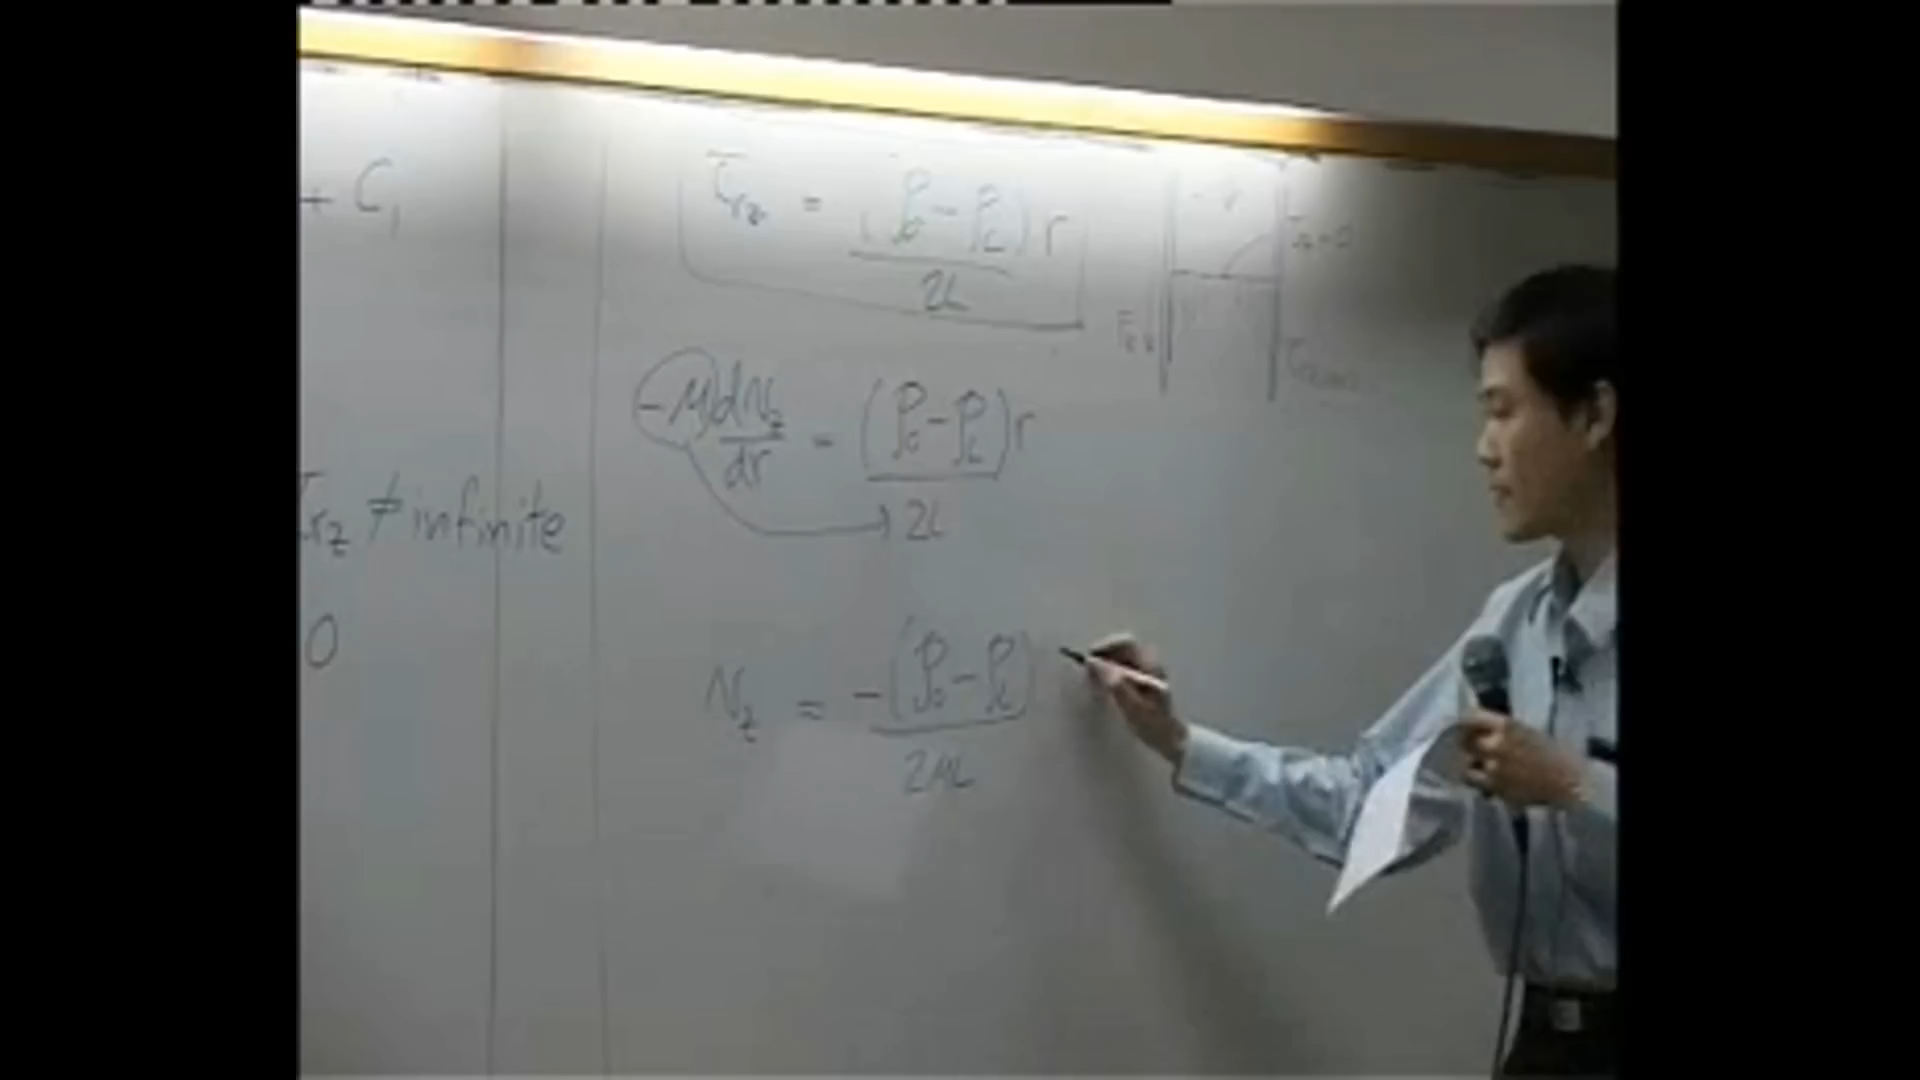 + C₁
τ_rz ≠ infinite
0
τ_rz = (P₀ - P_L) r / 2L
-μ dv_z / dr = (P₀ - P_L) r / 2L
v_z = -(P₀ - P_L) / 2μL